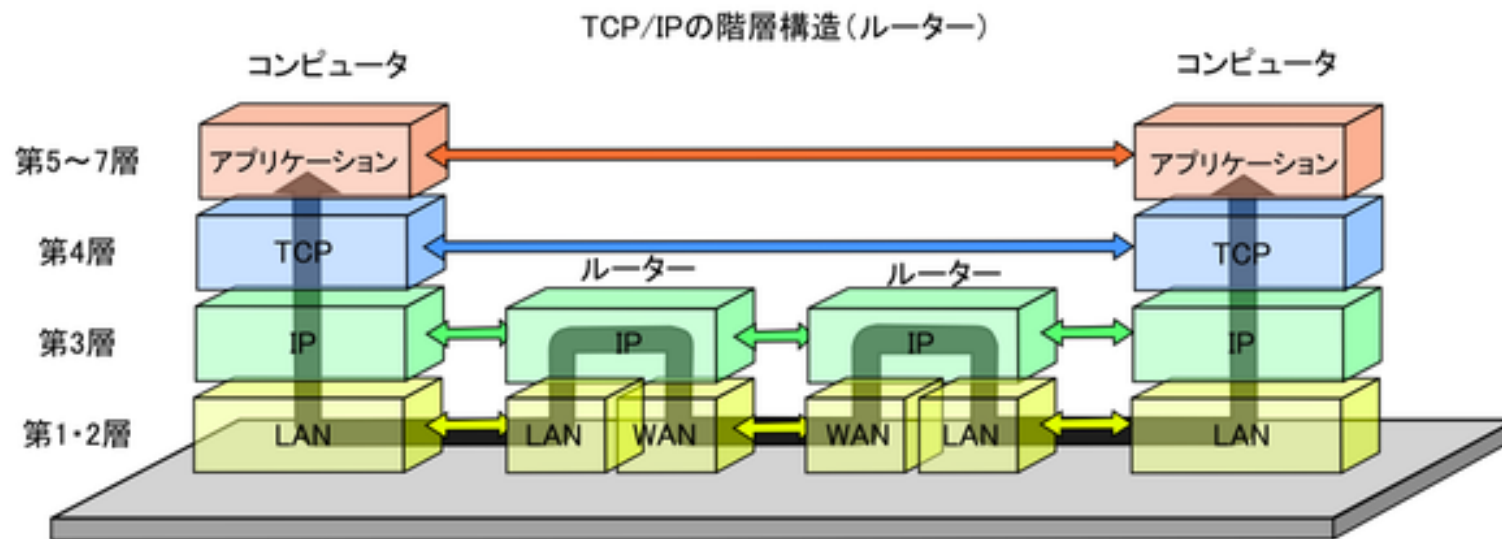 TCP/IPの階層構造(ルーター)
コンピュータ
コンピュータ
第5～7層
アプリケーション
アプリケーション
第4層
TCP
TCP
ルーター
ルーター
第3層
IP
IP
IP
IP
第1・2層
LAN
LAN
WAN
WAN
LAN
LAN